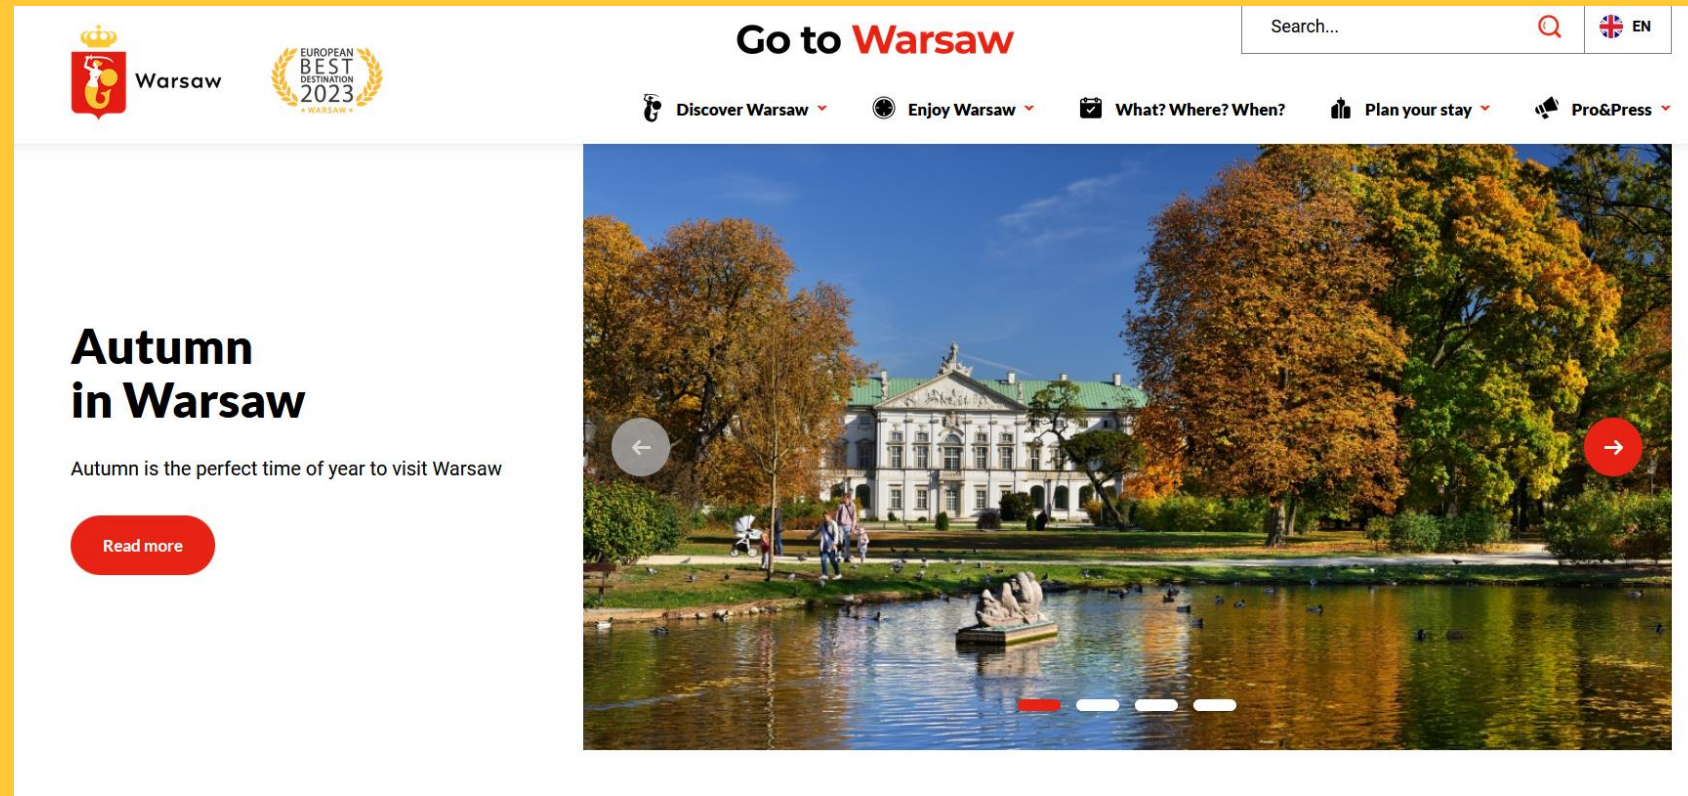 Warsaw
EUROPEAN
BEST
DESTINATION
2023
WARSAW
Go to Warsaw
Search...
EN
Discover Warsaw
Enjoy Warsaw
What? Where? When?
Plan your stay
Pro&Press
Autumn
in Warsaw
Autumn is the perfect time of year to visit Warsaw
Read more